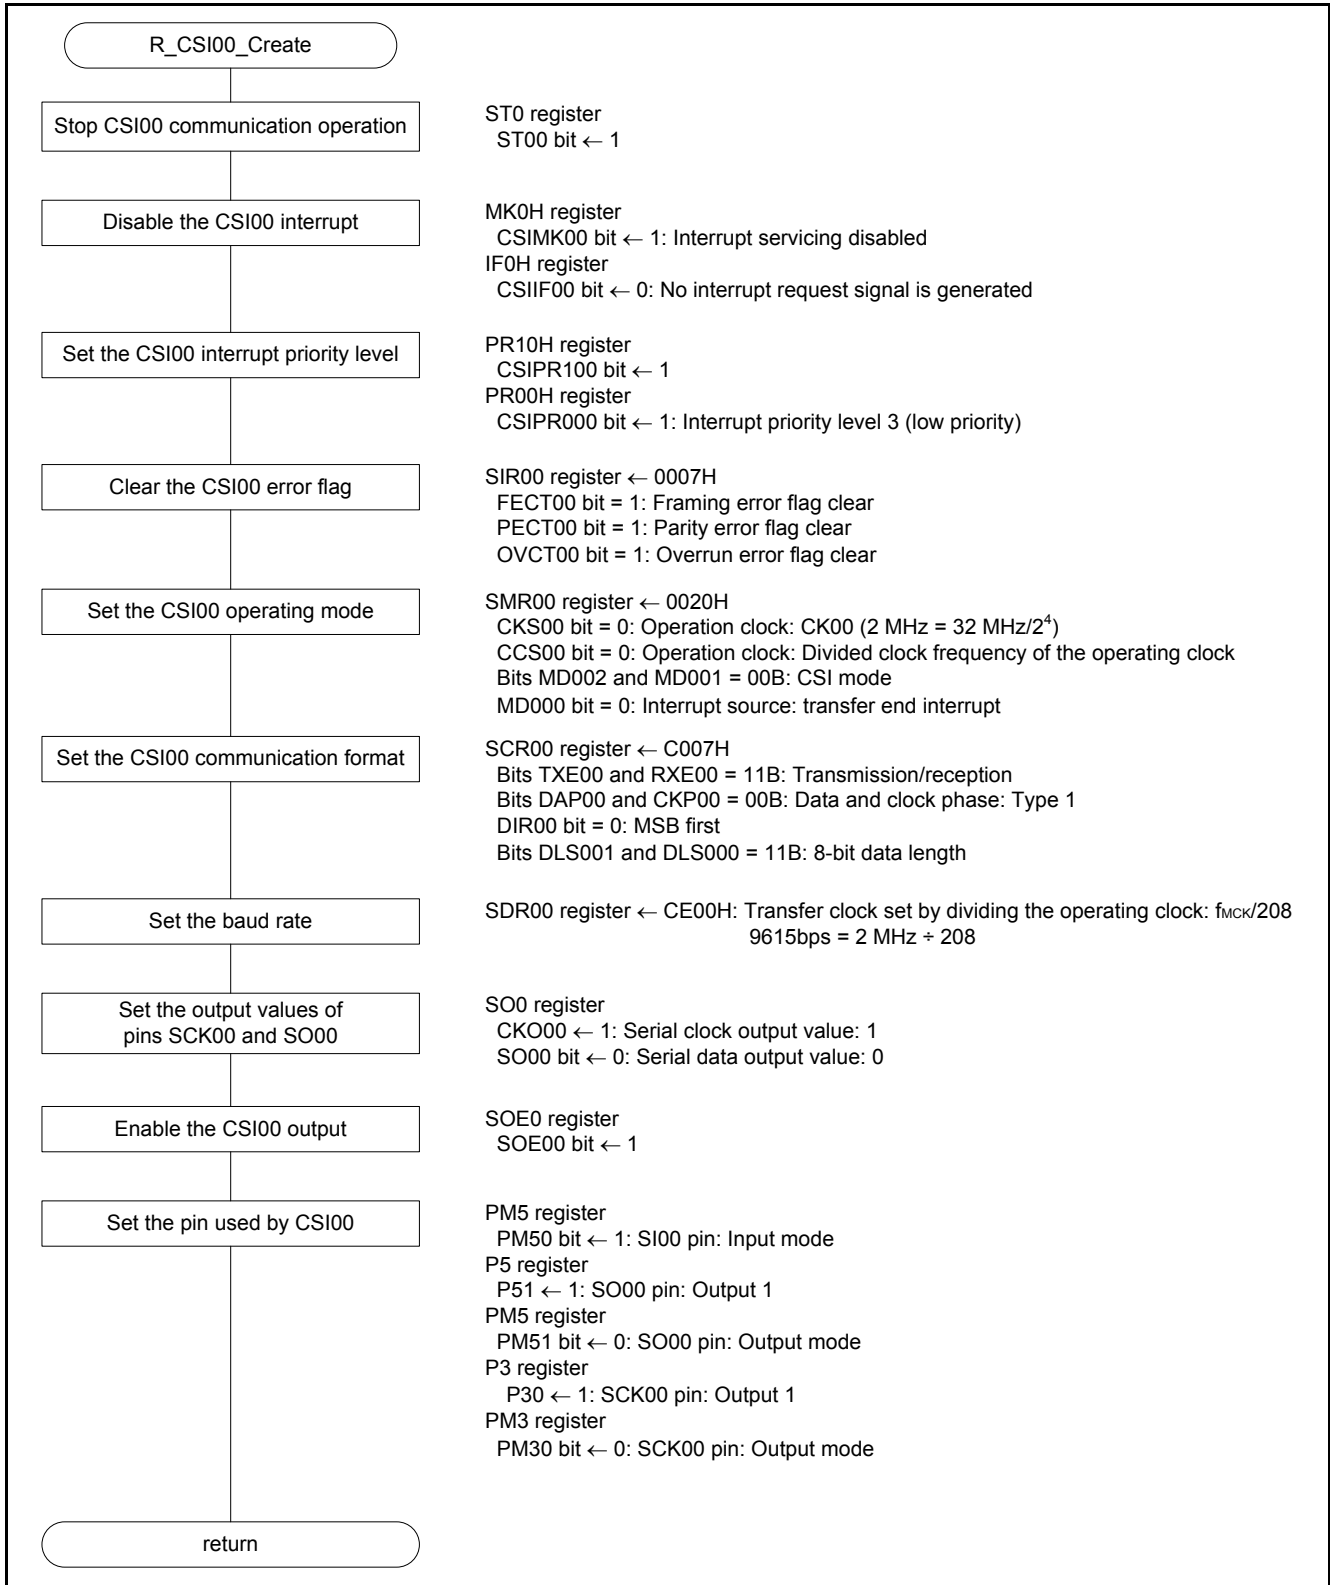 R_CSI00_Create
Stop CSI00 communication operation
ST0 register
ST00 bit ← 1
Disable the CSI00 interrupt
MK0H register
CSIMK00 bit ← 1: Interrupt servicing disabled
IF0H register
CSIIF00 bit ← 0: No interrupt request signal is generated
Set the CSI00 interrupt priority level
PR10H register
CSIPR100 bit ← 1
PR00H register
CSIPR000 bit ← 1: Interrupt priority level 3 (low priority)
Clear the CSI00 error flag
SIR00 register ← 0007H
FECT00 bit = 1: Framing error flag clear
PECT00 bit = 1: Parity error flag clear
OVCT00 bit = 1: Overrun error flag clear
Set the CSI00 operating mode
SMR00 register ← 0020H
CKS00 bit = 0: Operation clock: CK00 (2 MHz = 32 MHz/2⁴)
CCS00 bit = 0: Operation clock: Divided clock frequency of the operating clock
Bits MD002 and MD001 = 00B: CSI mode
MD000 bit = 0: Interrupt source: transfer end interrupt
Set the CSI00 communication format
SCR00 register ← C007H
Bits TXE00 and RXE00 = 11B: Transmission/reception
Bits DAP00 and CKP00 = 00B: Data and clock phase: Type 1
DIR00 bit = 0: MSB first
Bits DLS001 and DLS000 = 11B: 8-bit data length
Set the baud rate
SDR00 register ← CE00H: Transfer clock set by dividing the operating clock: fMCK/208
9615bps = 2 MHz ÷ 208
Set the output values of
pins SCK00 and SO00
SO0 register
CKO00 ← 1: Serial clock output value: 1
SO00 bit ← 0: Serial data output value: 0
Enable the CSI00 output
SOE0 register
SOE00 bit ← 1
Set the pin used by CSI00
PM5 register
PM50 bit ← 1: SI00 pin: Input mode
P5 register
P51 ← 1: SO00 pin: Output 1
PM5 register
PM51 bit ← 0: SO00 pin: Output mode
P3 register
P30 ← 1: SCK00 pin: Output 1
PM3 register
PM30 bit ← 0: SCK00 pin: Output mode
return